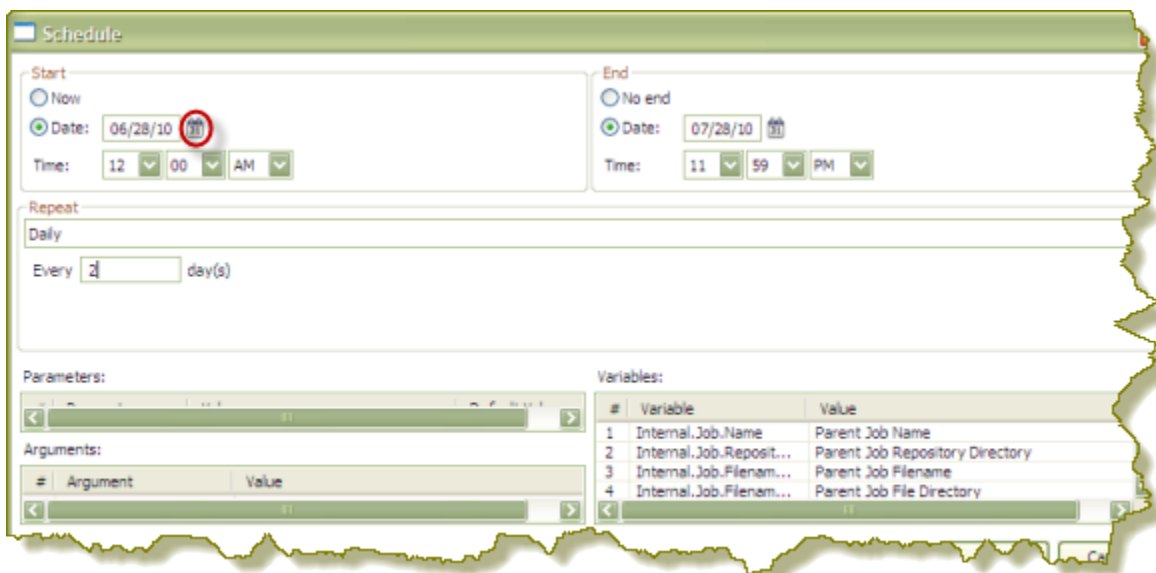 Schedule
Start
Now
Date: 06/28/10
Time: 12 00 AM
End
No end
Date: 07/28/10
Time: 11 59 PM
Repeat
Daily
Every 2 day(s)
Parameters:
Arguments:
# Argument Value
Variables:
# Variable Value
1 Internal.Job.Name Parent Job Name
2 Internal.Job.Reposit... Parent Job Repository Directory
3 Internal.Job.Filenam... Parent Job Filename
4 Internal.Job.Filenam... Parent Job File Directory